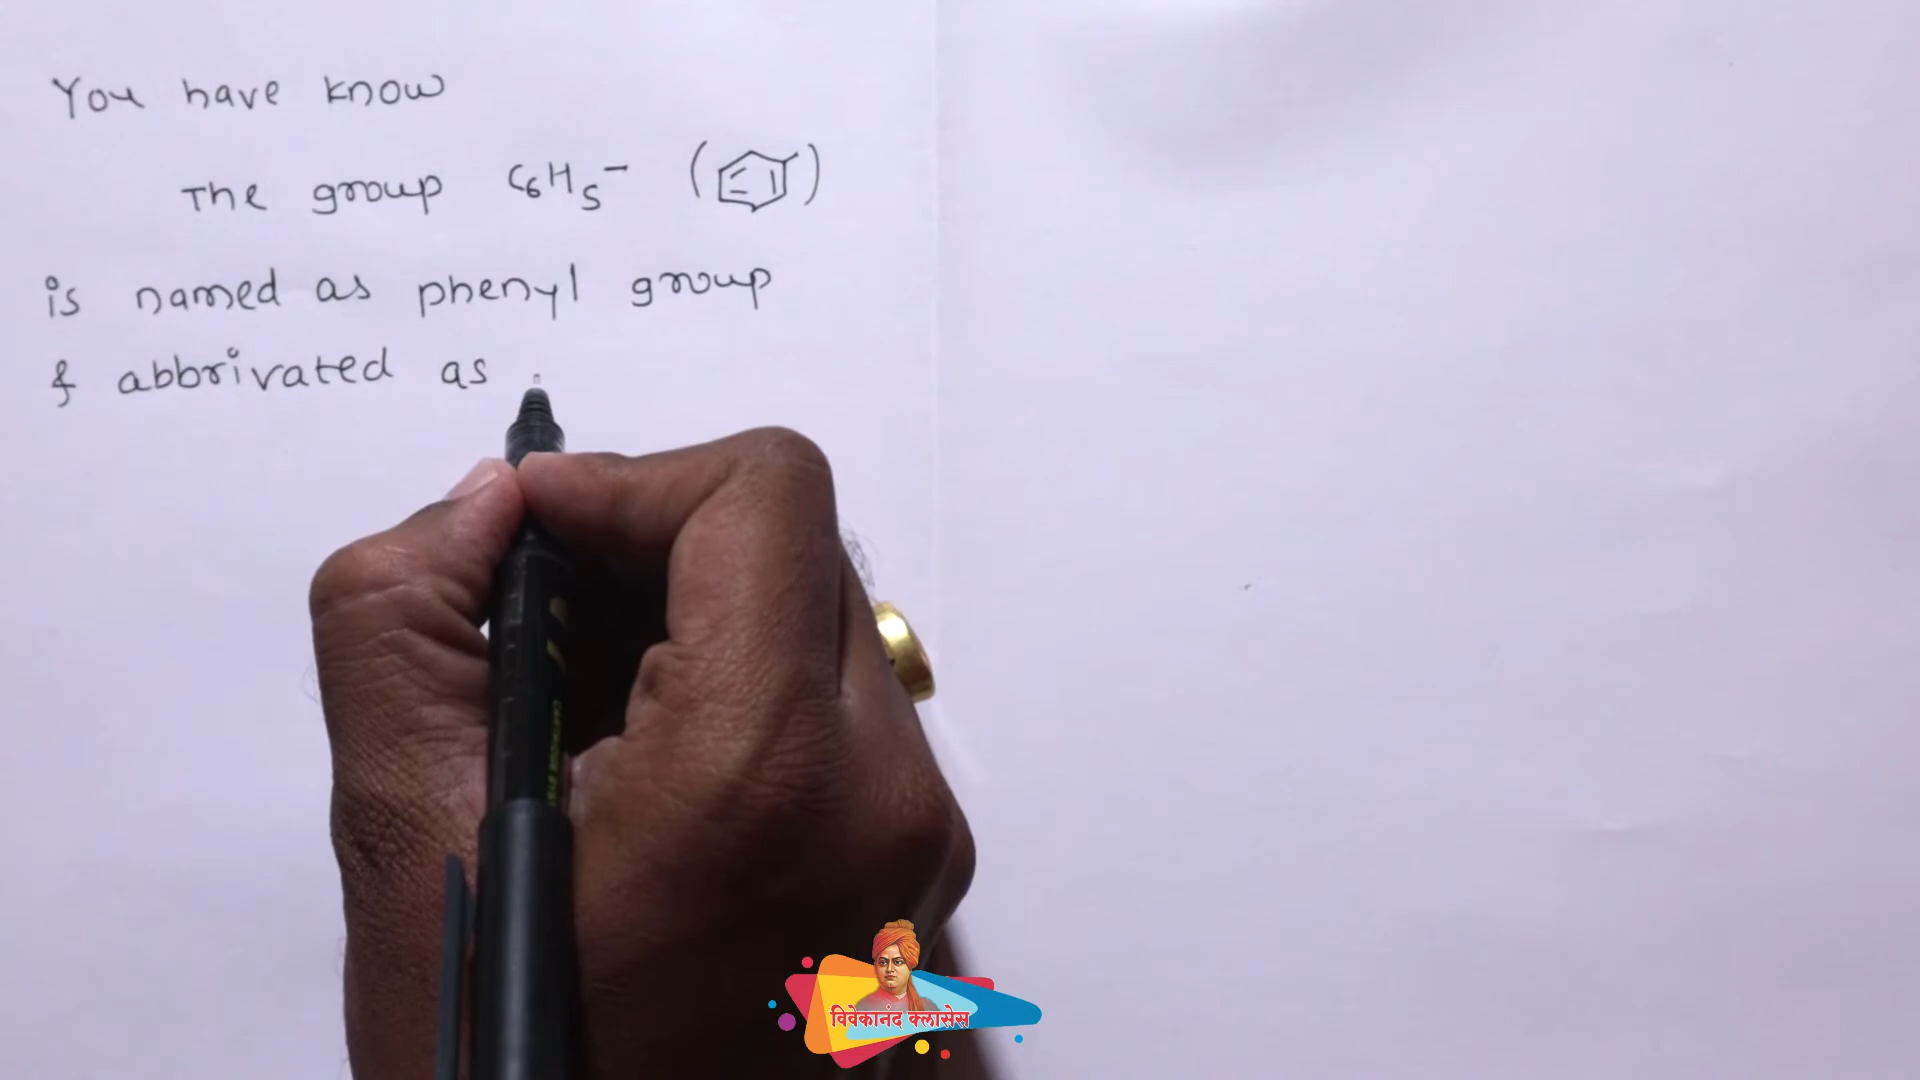 You have know
The group C6H5- ( )
is named as phenyl group
& abbrivated as
विवेकानंद क्लासेस